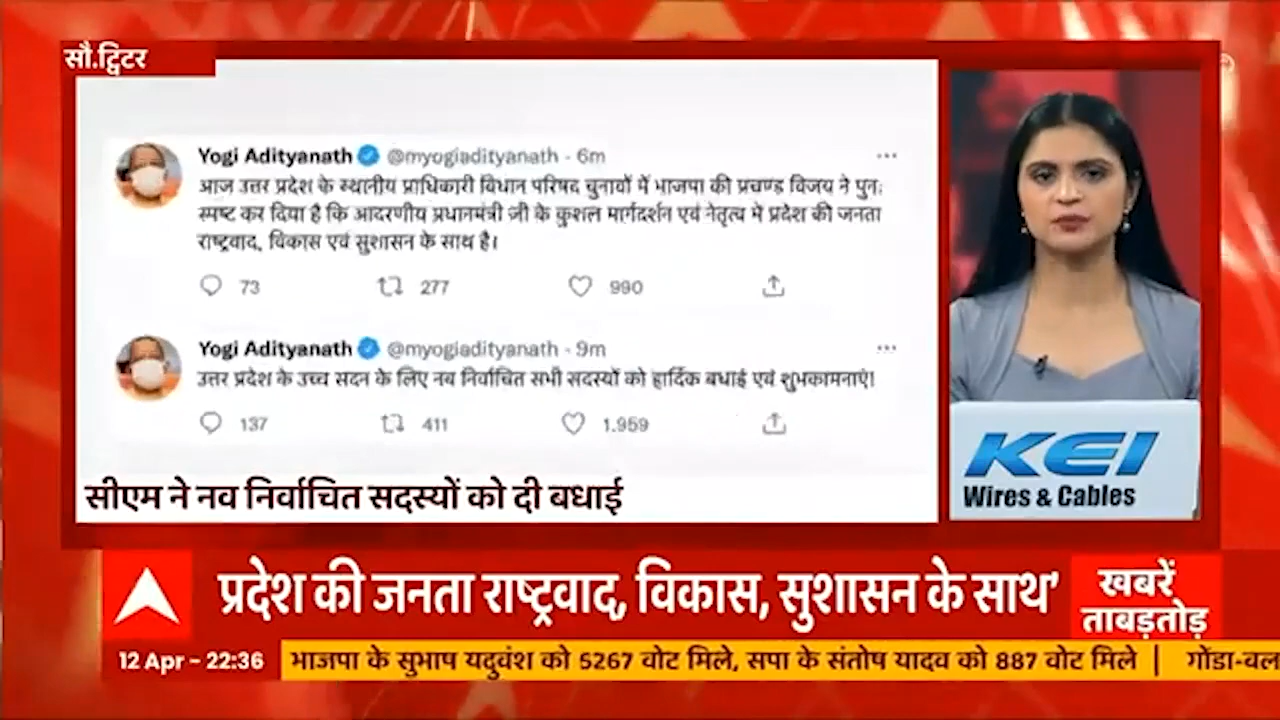 सौ.ट्विटर
Yogi Adityanath @myogiadityanath - 6m
आज उत्तर प्रदेश के स्थानीय प्राधिकारी विधान परिषद चुनावों में भाजपा की प्रचण्ड विजय ने पुनः
स्पष्ट कर दिया है कि आदरणीय प्रधानमंत्री जी के कुशल मार्गदर्शन एवं नेतृत्व में प्रदेश की जनता
राष्ट्रवाद, विकास एवं सुशासन के साथ है।
73 277 990
Yogi Adityanath @myogiadityanath - 9m
उत्तर प्रदेश के उच्च सदन के लिए नव निर्वाचित सभी सदस्यों को हार्दिक बधाई एवं शुभकामनाएं!
137 411 1.959
सीएम ने नव निर्वाचित सदस्यों को दी बधाई
KEI
Wires & Cables
प्रदेश की जनता राष्ट्रवाद, विकास, सुशासन के साथ'
खबरें
ताबड़तोड़
12 Apr - 22:36
भाजपा के सुभाष यदुवंश को 5267 वोट मिले, सपा के संतोष यादव को 887 वोट मिले | गोंडा-बल